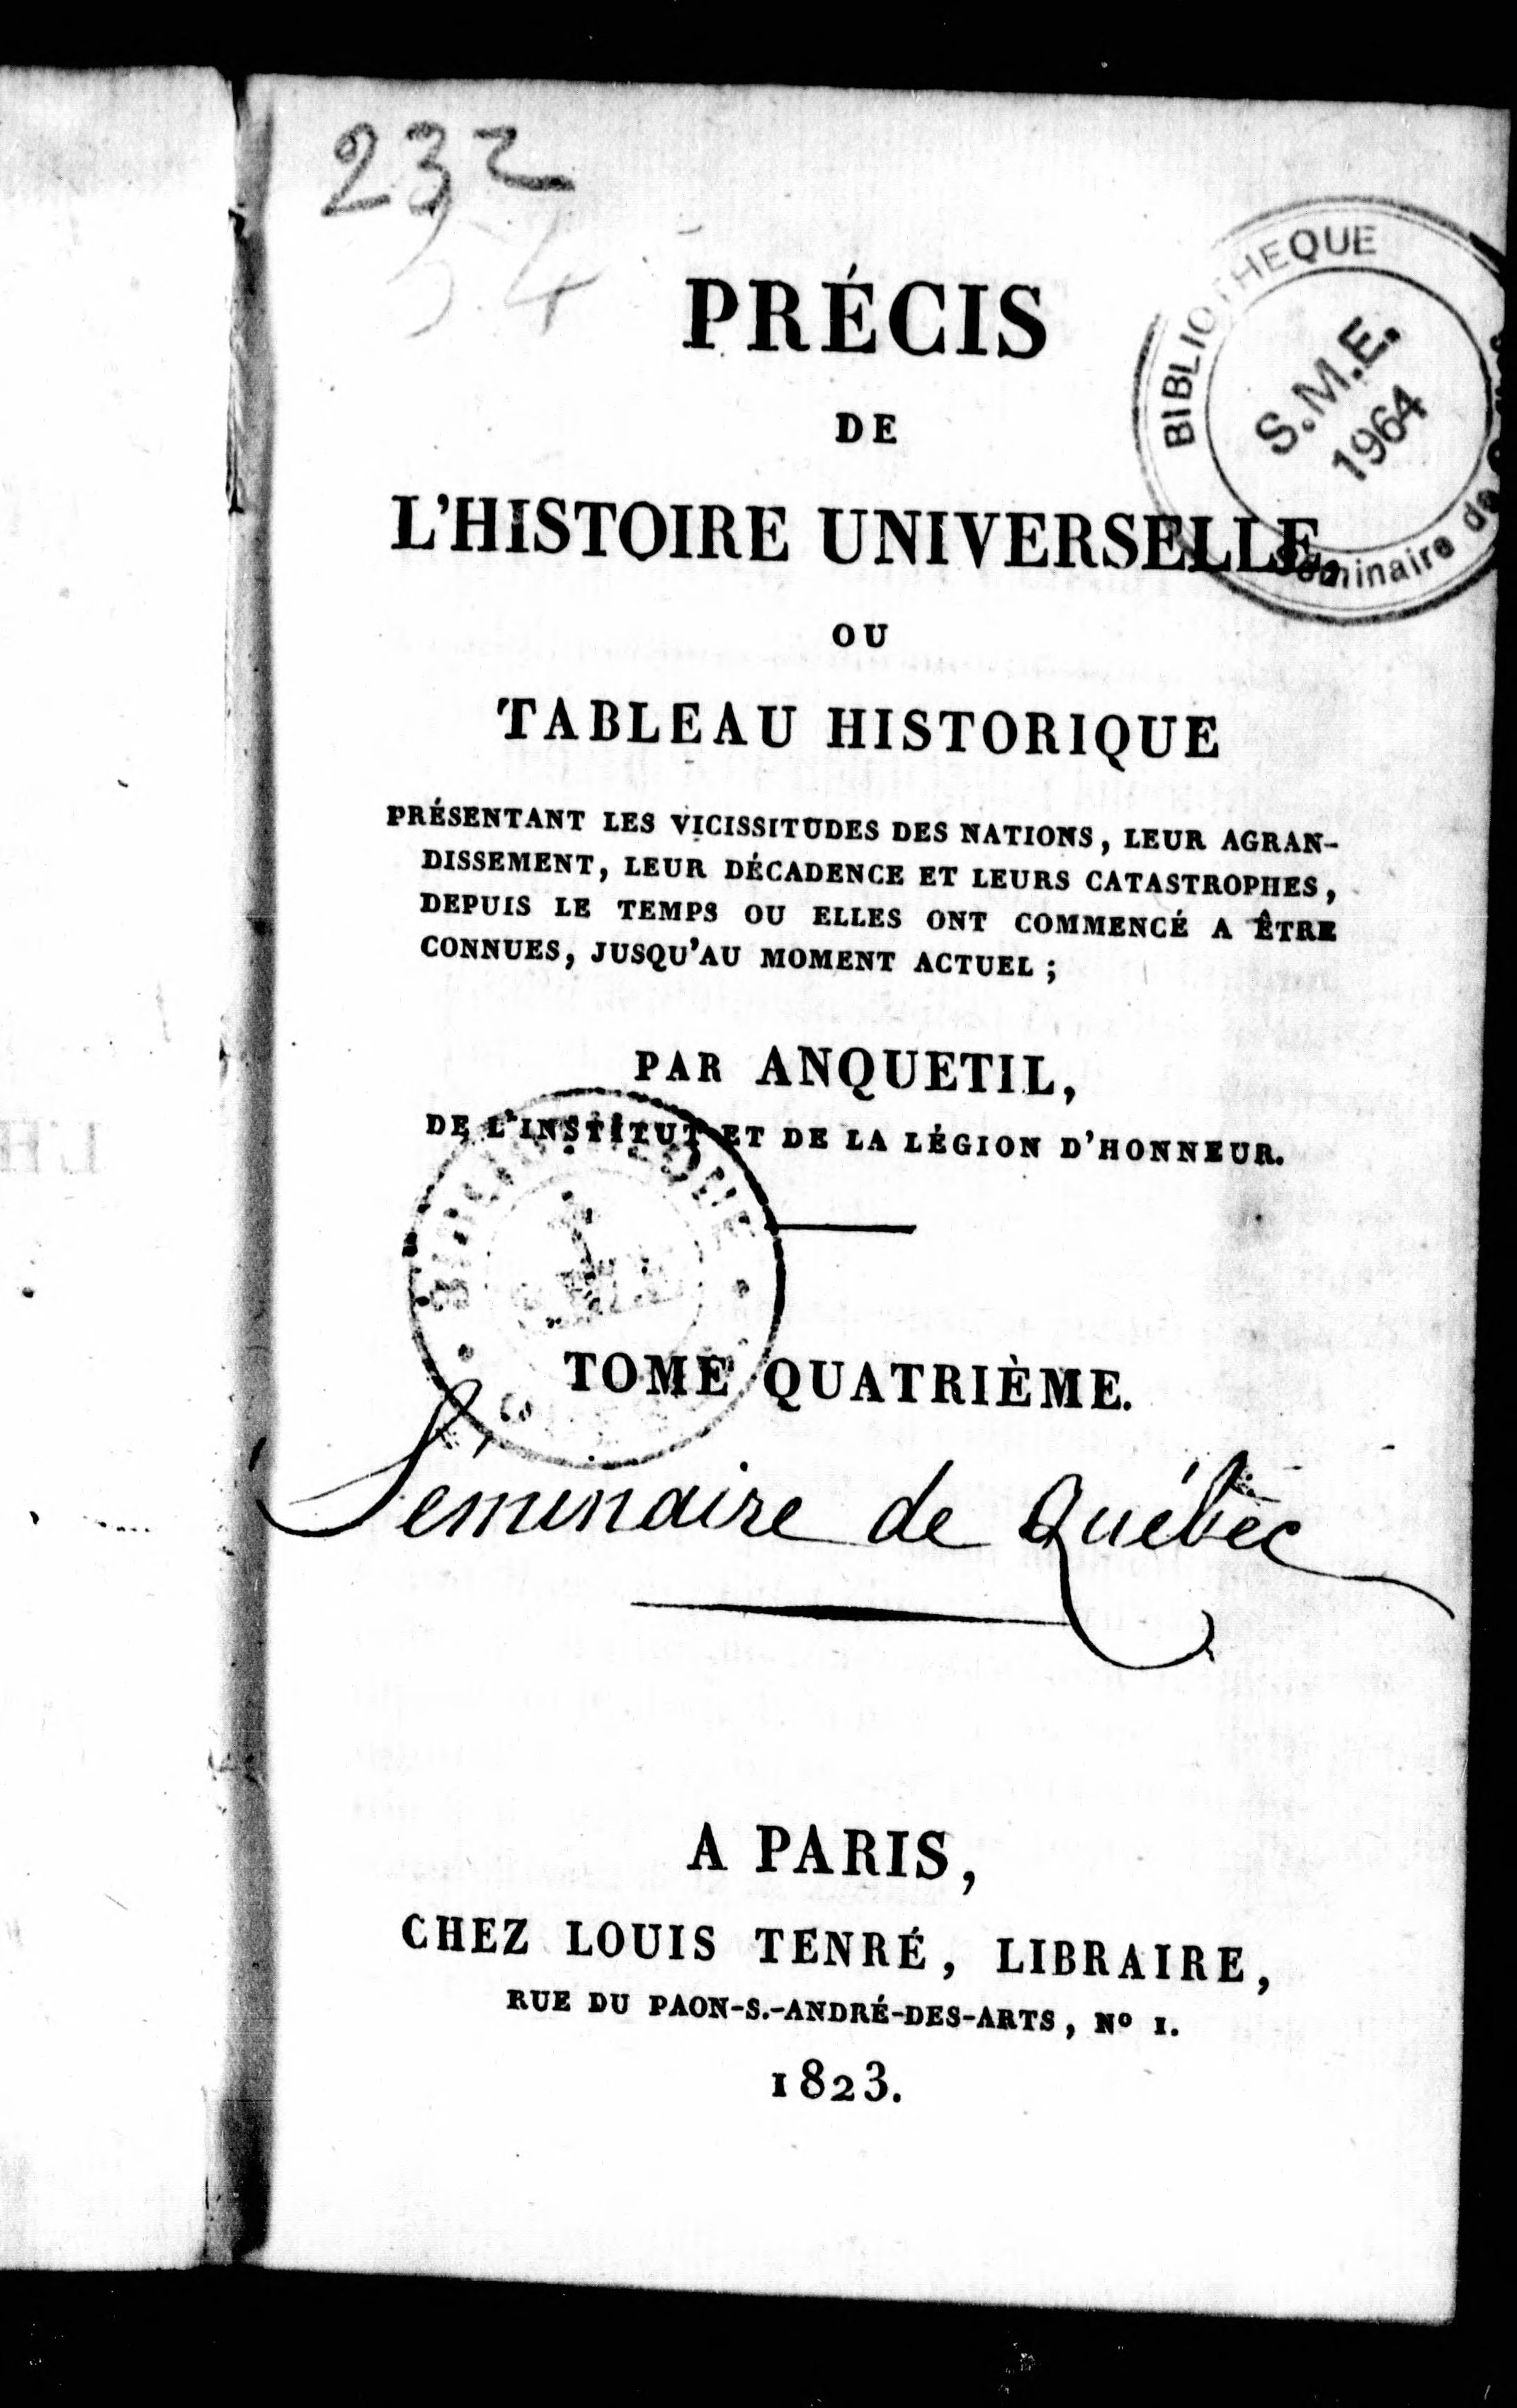 232
54
BIBLIOTHEQUE
S.M.E.
1964
Séminaire de
PRÉCIS
DE
L'HISTOIRE UNIVERSELLE,
OU
TABLEAU HISTORIQUE
PRÉSENTANT LES VICISSITUDES DES NATIONS, LEUR AGRAN-
DISSEMENT, LEUR DÉCADENCE ET LEURS CATASTROPHES,
DEPUIS LE TEMPS OU ELLES ONT COMMENCÉ A ÊTRE
CONNUES, JUSQU'AU MOMENT ACTUEL ;
PAR ANQUETIL,
DE L'INSTITUT ET DE LA LÉGION D'HONNEUR.
BIBLIOTHEQUE
TOME QUATRIÈME.
Séminaire de Québec
A PARIS,
CHEZ LOUIS TENRÉ, LIBRAIRE,
RUE DU PAON-S.-ANDRÉ-DES-ARTS, Nº 1.
1823.